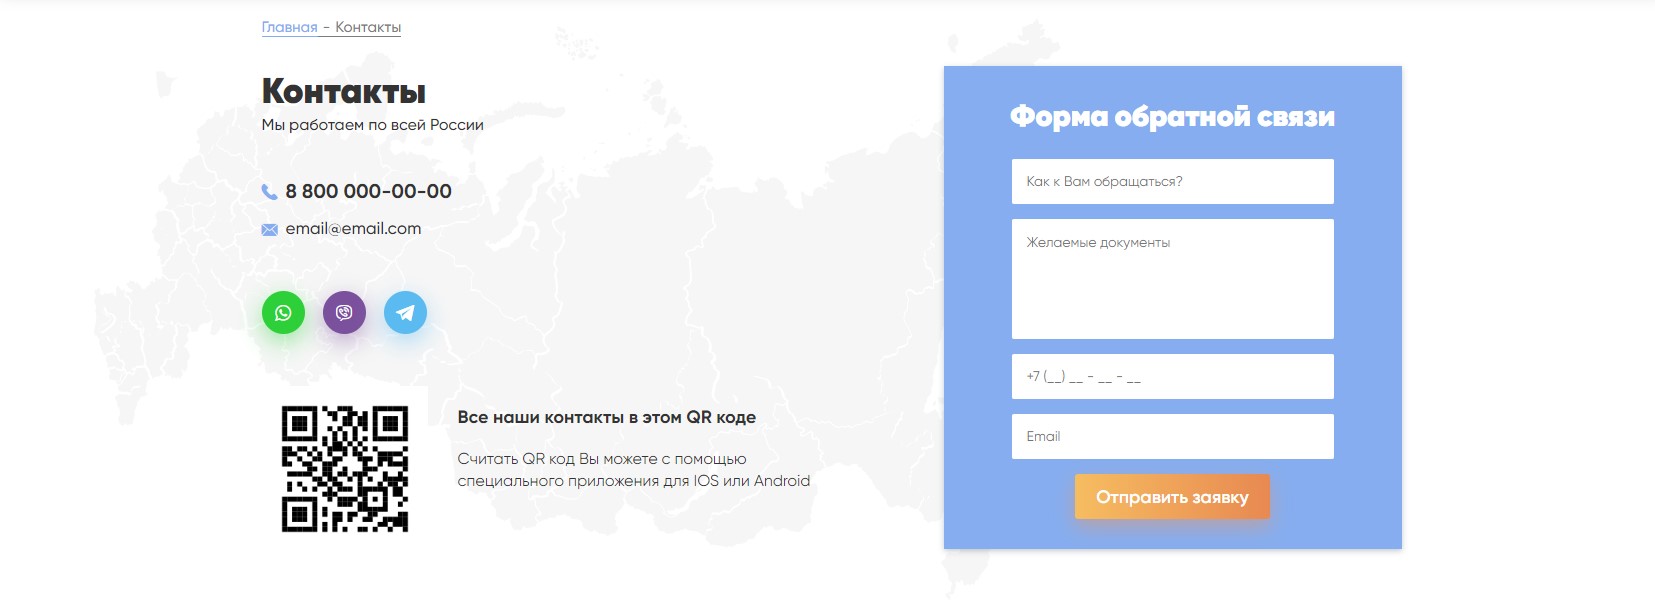 Главная - Контакты
Контакты
Мы работаем по всей России
8 800 000-00-00
email@email.com
Все наши контакты в этом QR коде
Считать QR код Вы можете с помощью
специального приложения для IOS или Android
Форма обратной связи
Как к Вам обращаться?
Желаемые документы
+7 (__) __ - __ - __
Email
Отправить заявку